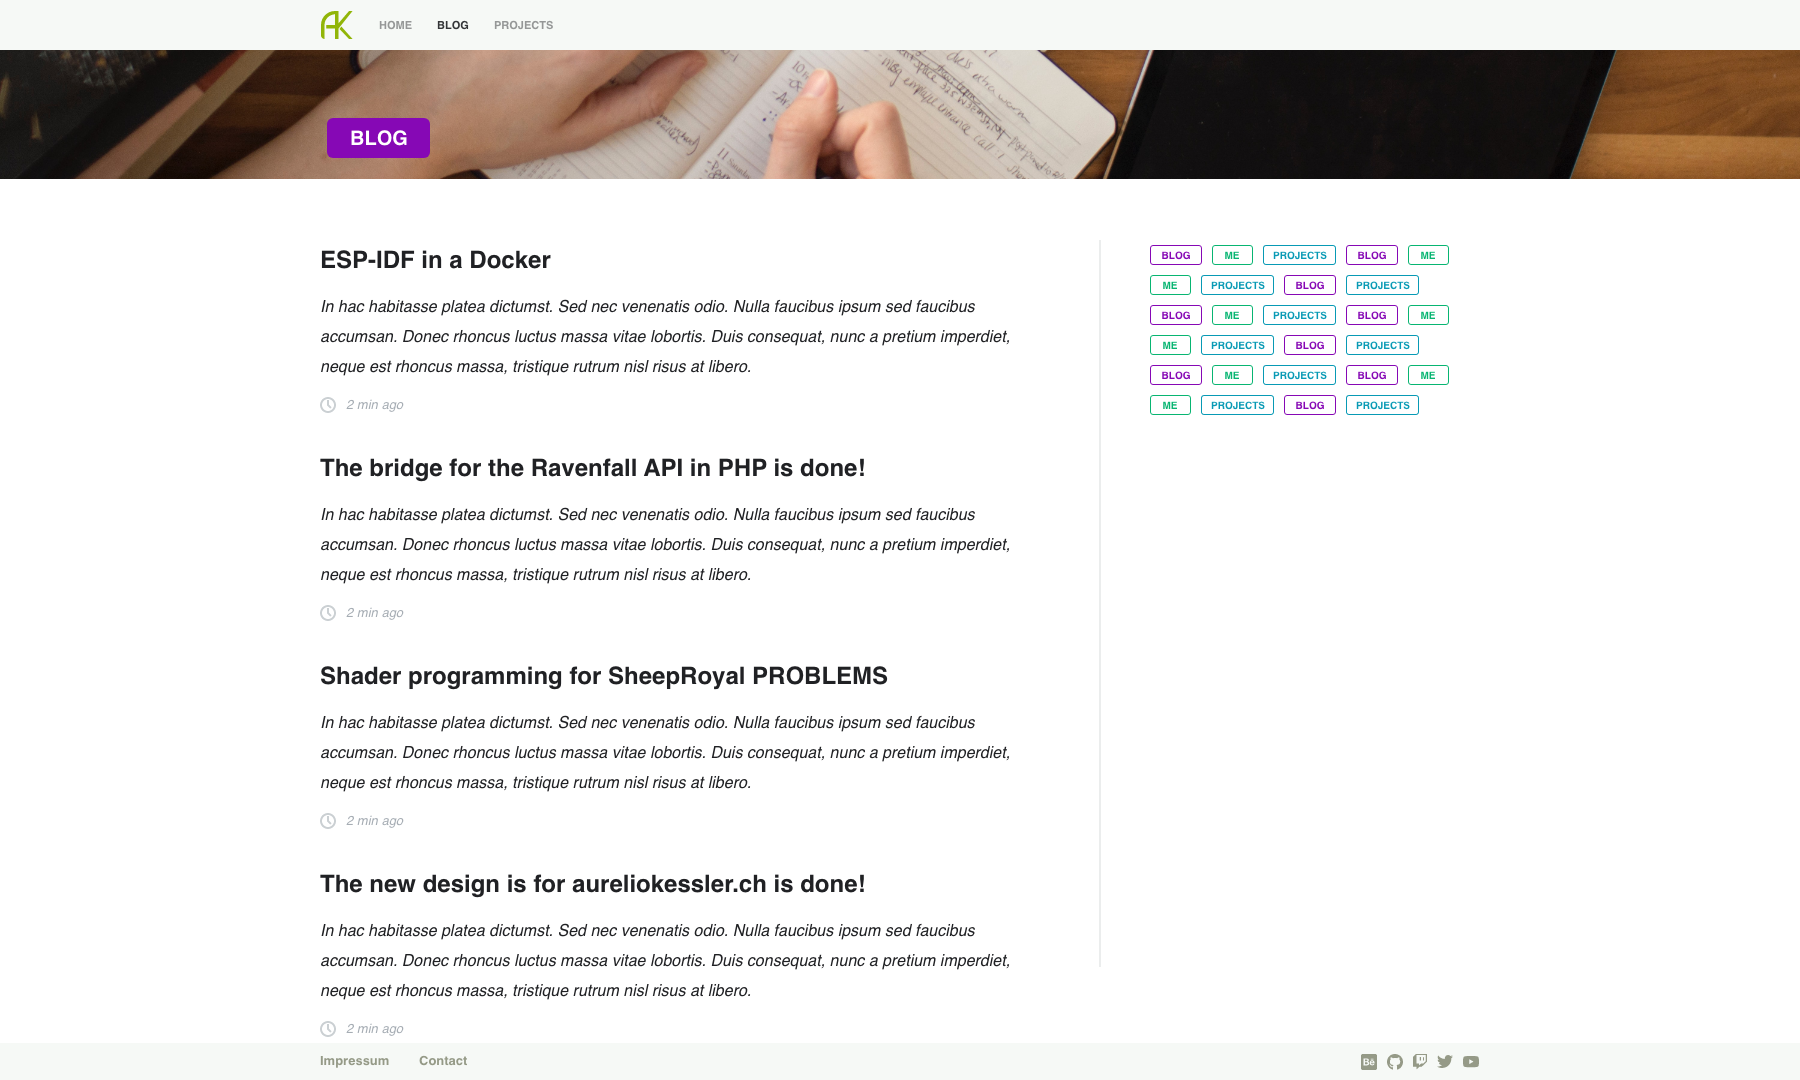 AK HOME BLOG PROJECTS
BLOG
ESP-IDF in a Docker
In hac habitasse platea dictumst. Sed nec venenatis odio. Nulla faucibus ipsum sed faucibus
accumsan. Donec rhoncus luctus massa vitae lobortis. Duis consequat, nunc a pretium imperdiet,
neque est rhoncus massa, tristique rutrum nisl risus at libero.
2 min ago
The bridge for the Ravenfall API in PHP is done!
In hac habitasse platea dictumst. Sed nec venenatis odio. Nulla faucibus ipsum sed faucibus
accumsan. Donec rhoncus luctus massa vitae lobortis. Duis consequat, nunc a pretium imperdiet,
neque est rhoncus massa, tristique rutrum nisl risus at libero.
2 min ago
Shader programming for SheepRoyal PROBLEMS
In hac habitasse platea dictumst. Sed nec venenatis odio. Nulla faucibus ipsum sed faucibus
accumsan. Donec rhoncus luctus massa vitae lobortis. Duis consequat, nunc a pretium imperdiet,
neque est rhoncus massa, tristique rutrum nisl risus at libero.
2 min ago
The new design is for aureliokessler.ch is done!
In hac habitasse platea dictumst. Sed nec venenatis odio. Nulla faucibus ipsum sed faucibus
accumsan. Donec rhoncus luctus massa vitae lobortis. Duis consequat, nunc a pretium imperdiet,
neque est rhoncus massa, tristique rutrum nisl risus at libero.
2 min ago
BLOG ME PROJECTS BLOG ME
ME PROJECTS BLOG PROJECTS
BLOG ME PROJECTS BLOG ME
ME PROJECTS BLOG PROJECTS
BLOG ME PROJECTS BLOG ME
ME PROJECTS BLOG PROJECTS
Impressum Contact
Bē